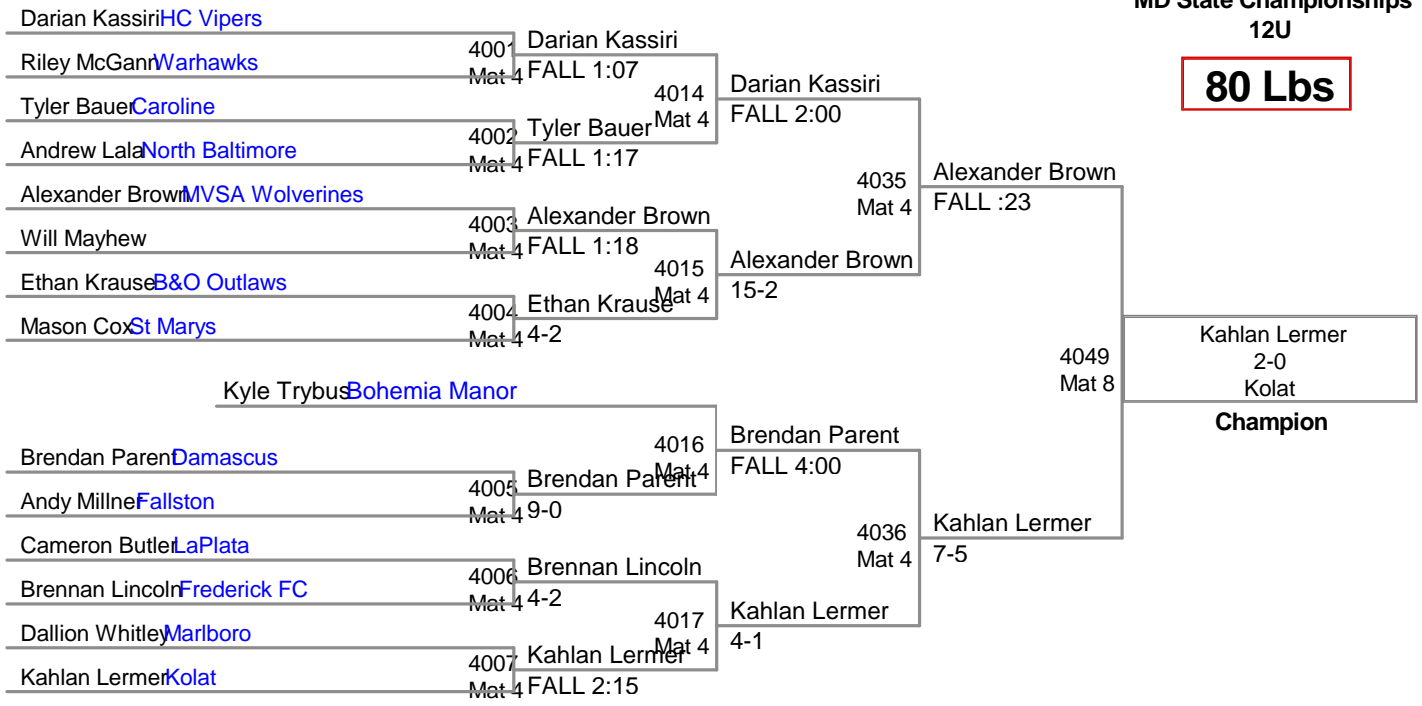 MD State Championships
12U
80 Lbs
Darian Kassiri HC Vipers
Riley McGann Warhawks
4001
Mat 4
Darian Kassiri
FALL 1:07
Tyler Bauer Caroline
Andrew Lala North Baltimore
4002
Mat 4
Tyler Bauer
FALL 1:17
4014
Mat 4
Darian Kassiri
FALL 2:00
Alexander Brown MVSA Wolverines
Will Mayhew
4003
Mat 4
Alexander Brown
FALL 1:18
Ethan Krause B&O Outlaws
Mason Cox St Marys
4004
Mat 4
Ethan Krause
4-2
4015
Mat 4
Alexander Brown
15-2
4035
Mat 4
Alexander Brown
FALL :23
Kyle Trybus Bohemia Manor
Brendan Parent Damascus
Andy Millner Fallston
4005
Mat 4
Brendan Parent
9-0
4016
Mat 4
Brendan Parent
FALL 4:00
Cameron Butler LaPlata
Brennan Lincoln Frederick FC
4006
Mat 4
Brennan Lincoln
4-2
Dallion Whitley Marlboro
Kahlan Lermer Kolat
4007
Mat 4
Kahlan Lermer
FALL 2:15
4017
Mat 4
Kahlan Lermer
4-1
4036
Mat 4
Kahlan Lermer
7-5
4049
Mat 8
Kahlan Lermer
2-0
Kolat
Champion